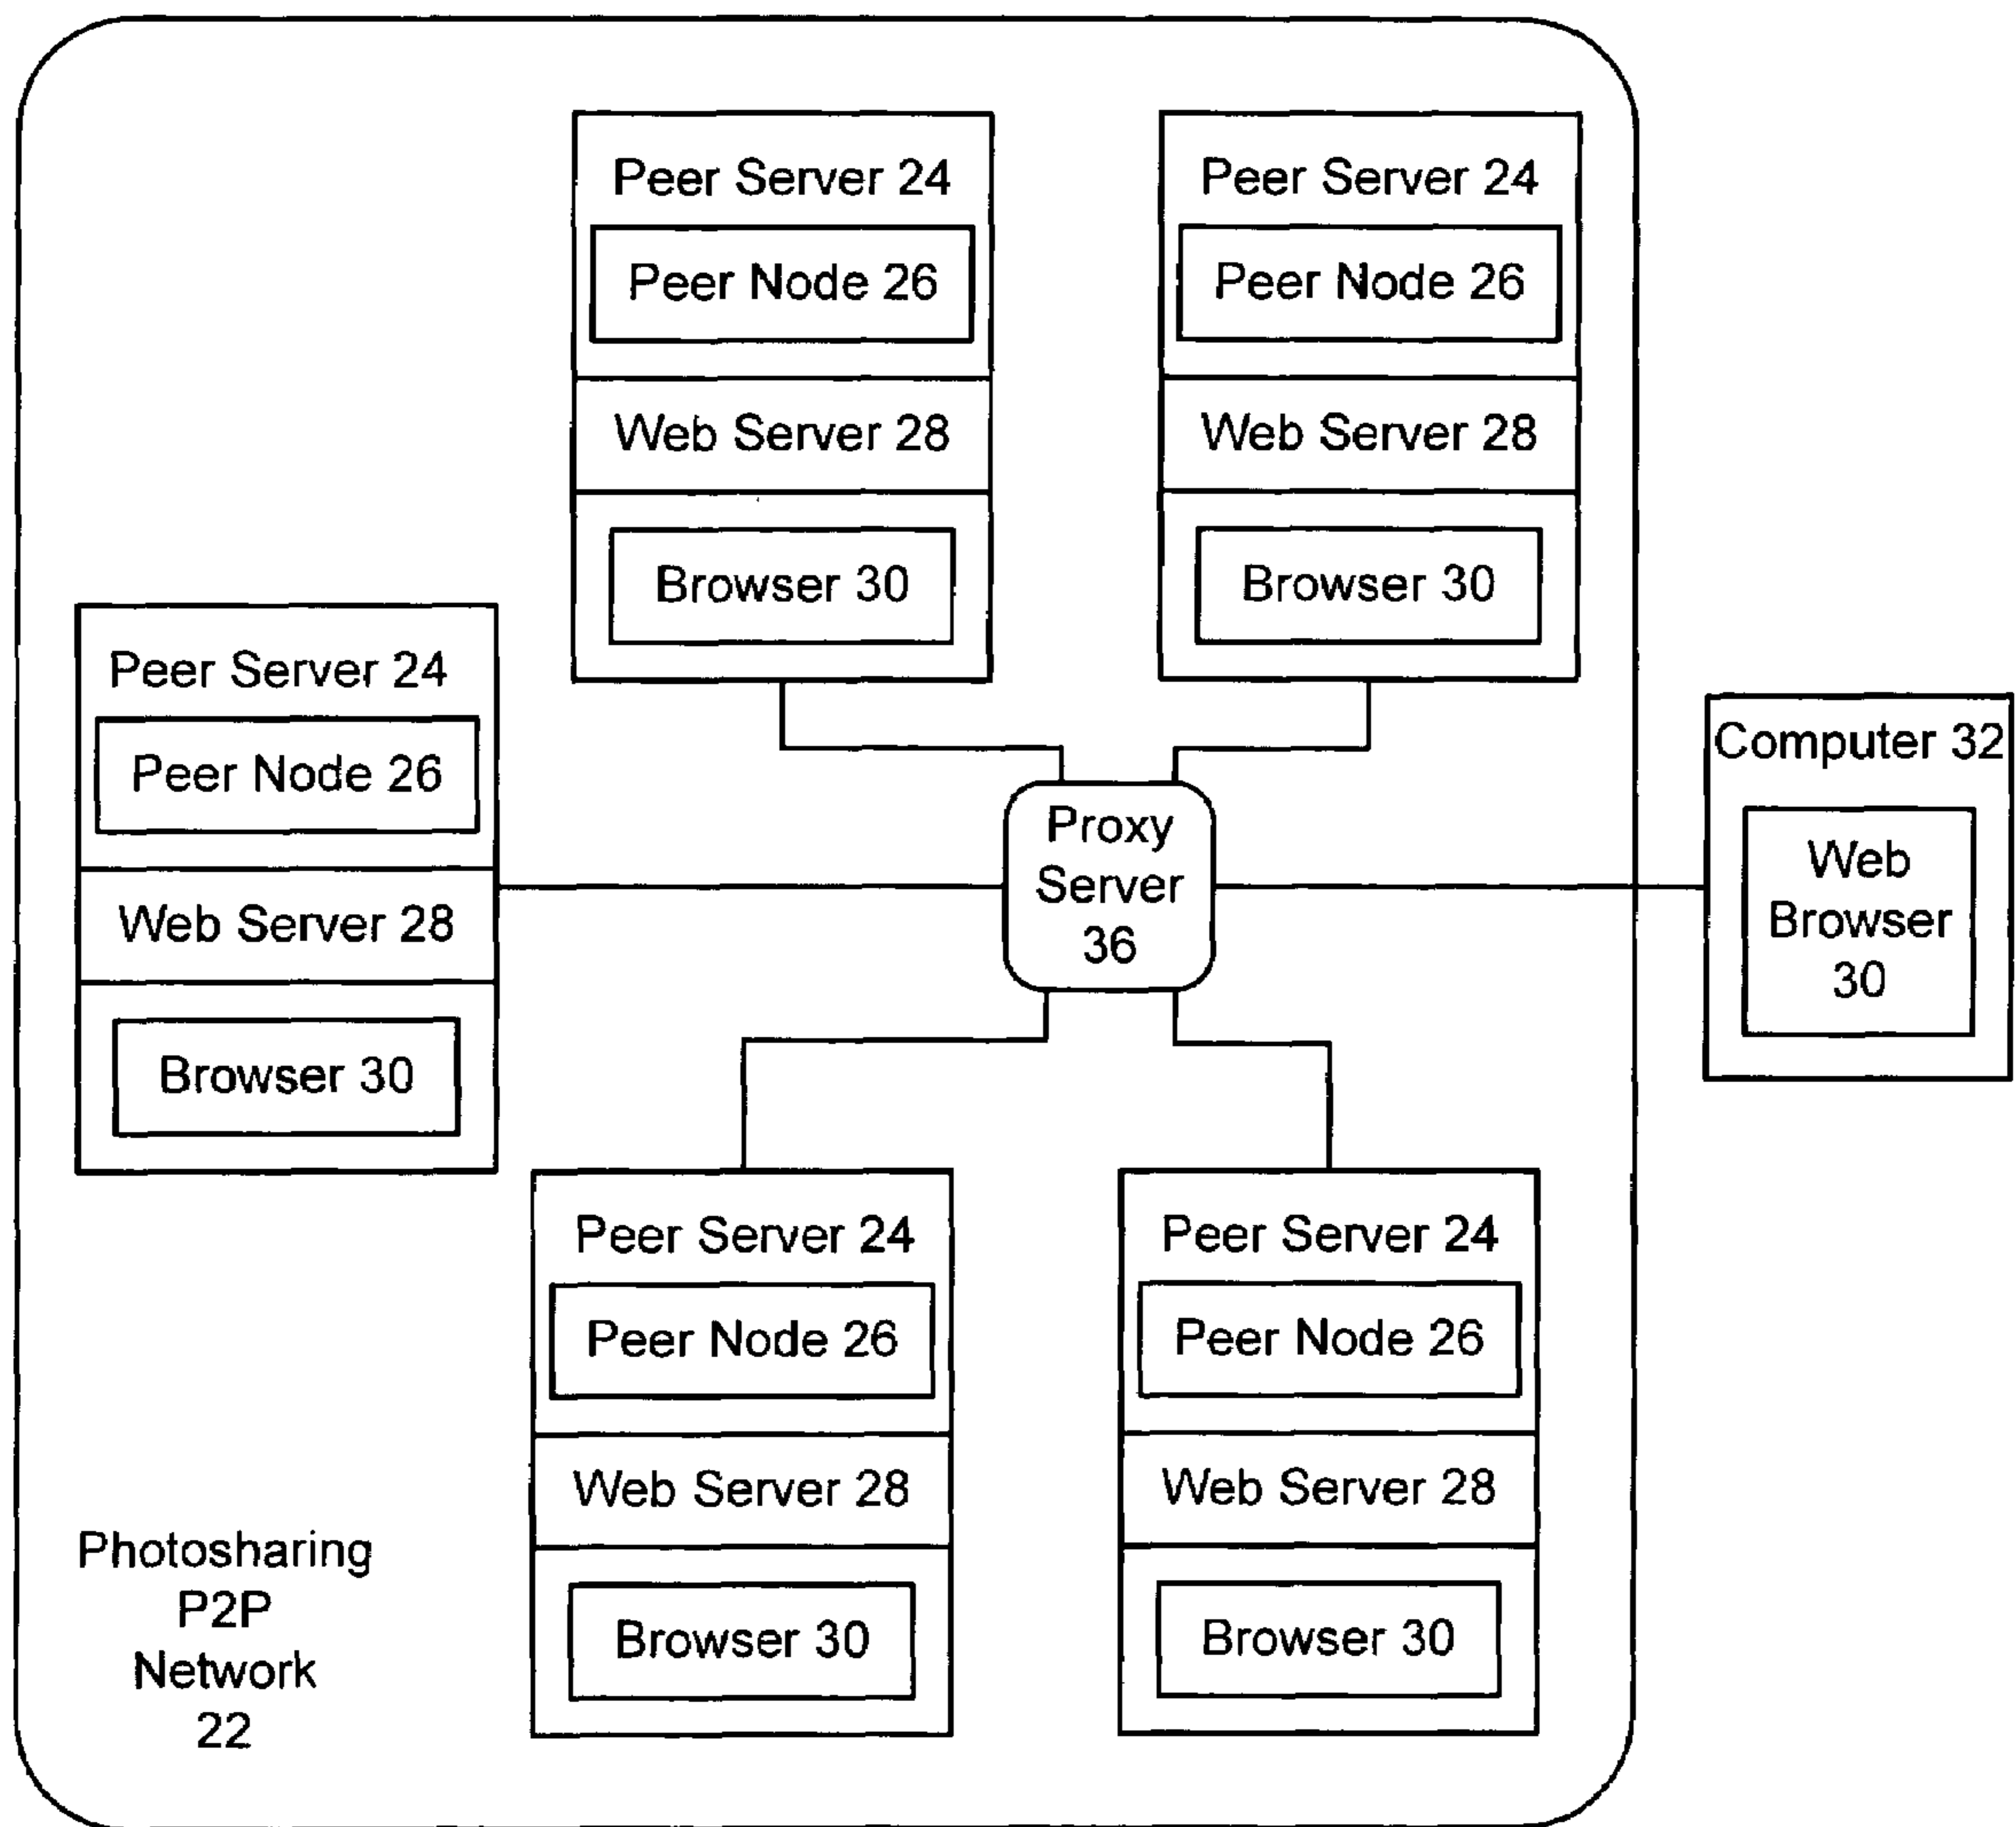 Peer Server 24
Peer Node 26
Web Server 28
Browser 30
Peer Server 24
Peer Node 26
Web Server 28
Browser 30
Peer Server 24
Peer Node 26
Web Server 28
Browser 30
Proxy
Server
36
Computer 32
Web
Browser
30
Peer Server 24
Peer Node 26
Web Server 28
Browser 30
Peer Server 24
Peer Node 26
Web Server 28
Browser 30
Photosharing
P2P
Network
22